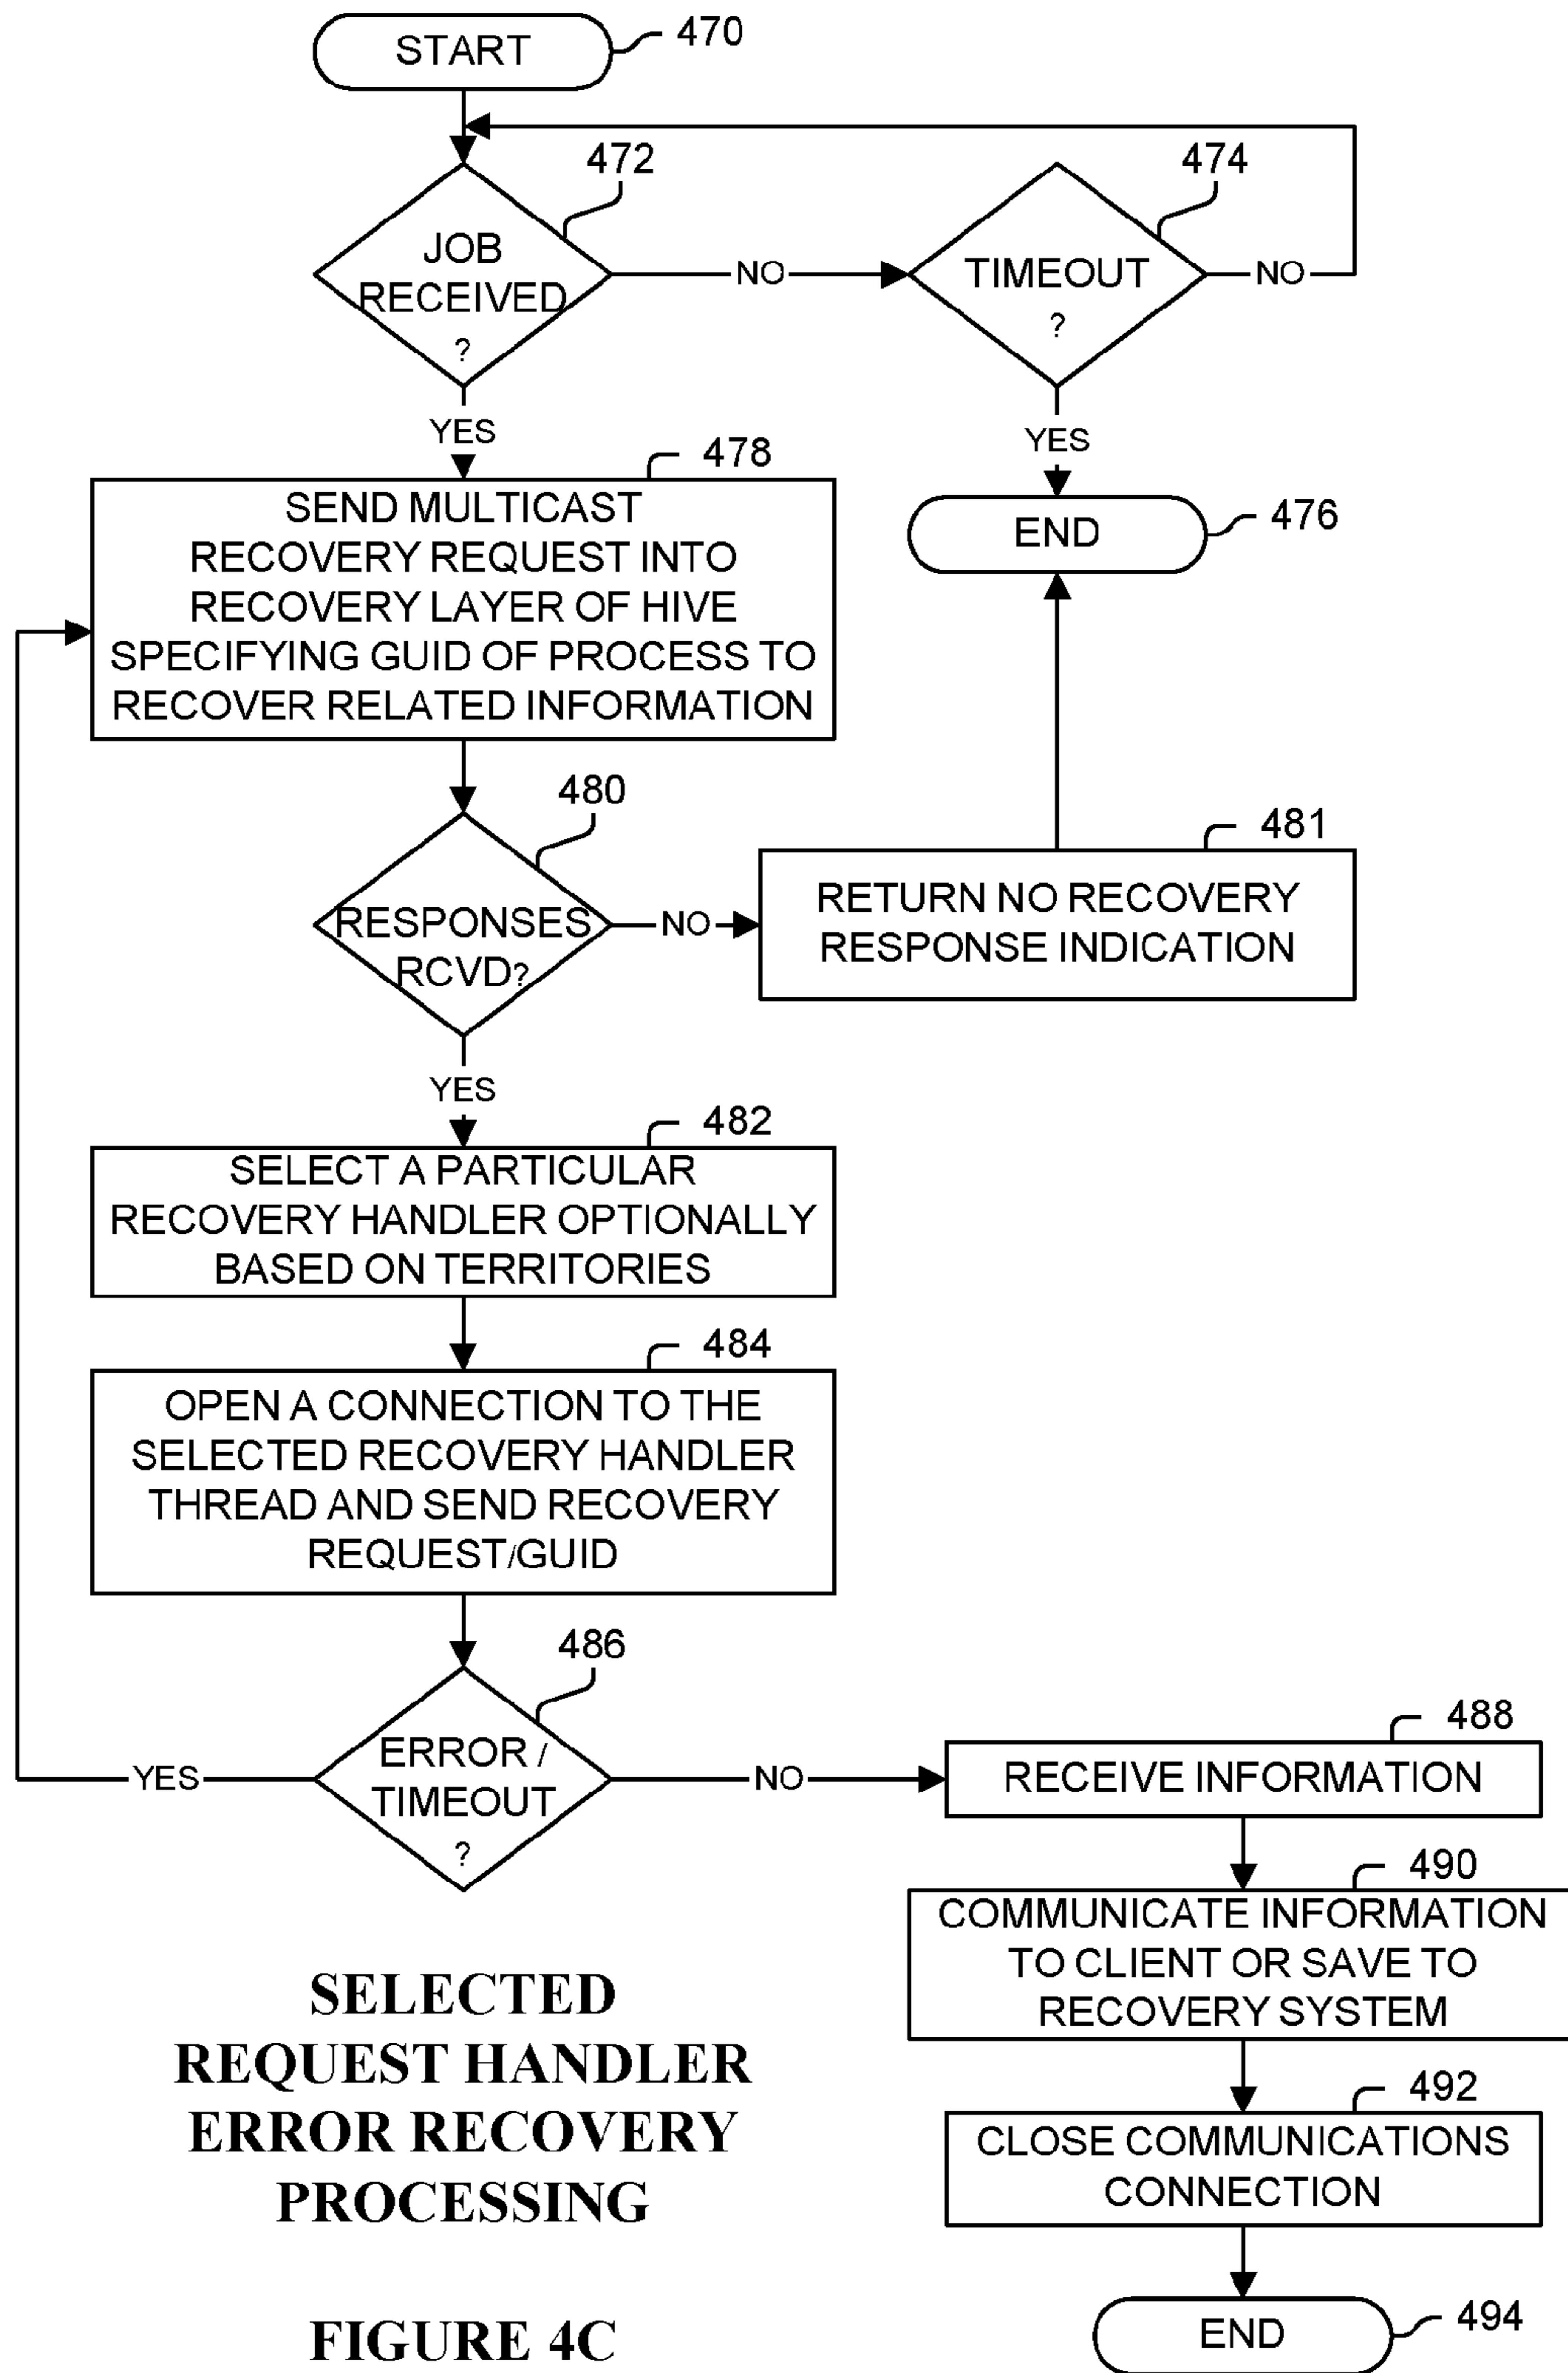 START
470
472
474
JOB
RECEIVED
?
NO
TIMEOUT
?
NO
YES
YES
478
476
SEND MULTICAST
RECOVERY REQUEST INTO
RECOVERY LAYER OF HIVE
SPECIFYING GUID OF PROCESS TO
RECOVER RELATED INFORMATION
END
480
481
RESPONSES
RCVD?
NO
RETURN NO RECOVERY
RESPONSE INDICATION
YES
482
SELECT A PARTICULAR
RECOVERY HANDLER OPTIONALLY
BASED ON TERRITORIES
484
OPEN A CONNECTION TO THE
SELECTED RECOVERY HANDLER
THREAD AND SEND RECOVERY
REQUEST/GUID
486
ERROR /
TIMEOUT
?
YES
NO
488
RECEIVE INFORMATION
490
COMMUNICATE INFORMATION
TO CLIENT OR SAVE TO
RECOVERY SYSTEM
492
CLOSE COMMUNICATIONS
CONNECTION
END
494
SELECTED
REQUEST HANDLER
ERROR RECOVERY
PROCESSING
FIGURE 4C